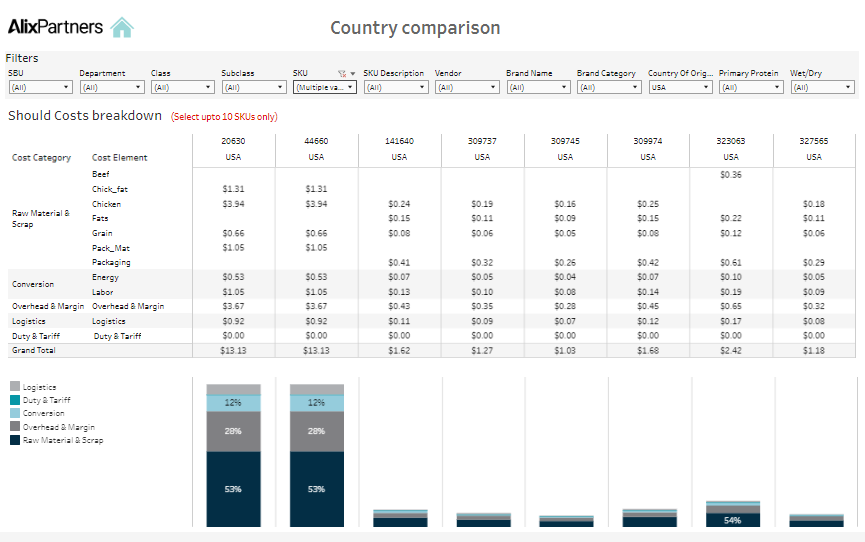 AlixPartners
Country comparison
Filters
SBU Department Class Subclass SKU SKU Description Vendor Brand Name Brand Category Country Of Orig... Primary Protein Wet/Dry
(All) (All) (All) (All) (Multiple va... (All) (All) (All) (All) USA (All) (All)
Should Costs breakdown (Select upto 10 SKUs only)
20630 44660 141640 309737 309745 309974 323063 327565
Cost Category Cost Element USA USA USA USA USA USA USA USA
Beef $0.36
Chick_fat $1.31 $1.31
Chicken $3.94 $3.94 $0.24 $0.19 $0.16 $0.25 $0.18
Raw Material & Scrap
Fats $0.15 $0.11 $0.09 $0.15 $0.22 $0.11
Grain $0.66 $0.66 $0.08 $0.06 $0.05 $0.08 $0.12 $0.06
Pack_Mat $1.05 $1.05
Packaging $0.41 $0.32 $0.26 $0.42 $0.61 $0.29
Conversion
Energy $0.53 $0.53 $0.07 $0.05 $0.04 $0.07 $0.10 $0.05
Labor $1.05 $1.05 $0.13 $0.10 $0.08 $0.14 $0.19 $0.09
Overhead & Margin Overhead & Margin $3.67 $3.67 $0.43 $0.35 $0.28 $0.45 $0.65 $0.32
Logistics Logistics $0.92 $0.92 $0.11 $0.09 $0.07 $0.12 $0.17 $0.08
Duty & Tariff Duty & Tariff $0.00 $0.00 $0.00 $0.00 $0.00 $0.00 $0.00 $0.00
Grand Total $13.13 $13.13 $1.62 $1.27 $1.03 $1.68 $2.42 $1.18
Logistics
Duty & Tariff
Conversion
Overhead & Margin
Raw Material & Scrap
12% 12%
28% 28%
53% 53%
54%